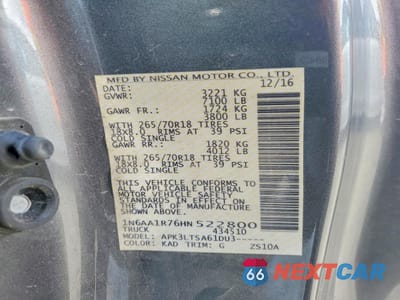 MFD BY NISSAN MOTOR CO., LTD.
DATE: 12/16
GVWR: 3221 KG
7100 LB
GAWR FR.: 1724 KG
3800 LB
WITH 265/70R18 TIRES
18X8.0 RIMS AT 39 PSI
COLD SINGLE
GAWR RR.: 1820 KG
4012 LB
WITH 265/70R18 TIRES
18X8.0 RIMS AT 39 PSI
COLD SINGLE
THIS VEHICLE CONFORMS TO ALL
APPLICABLE FEDERAL
MOTOR VEHICLE SAFETY
STANDARDS IN EFFECT ON
THE DATE OF
MANUFACTURE SHOWN ABOVE.
1N6AA1R76HN522800
TRUCK 434510
MODEL: APK3LTSA61DU3-----
COLOR: KAD TRIM: G ZS10A
66 NEXTCAR